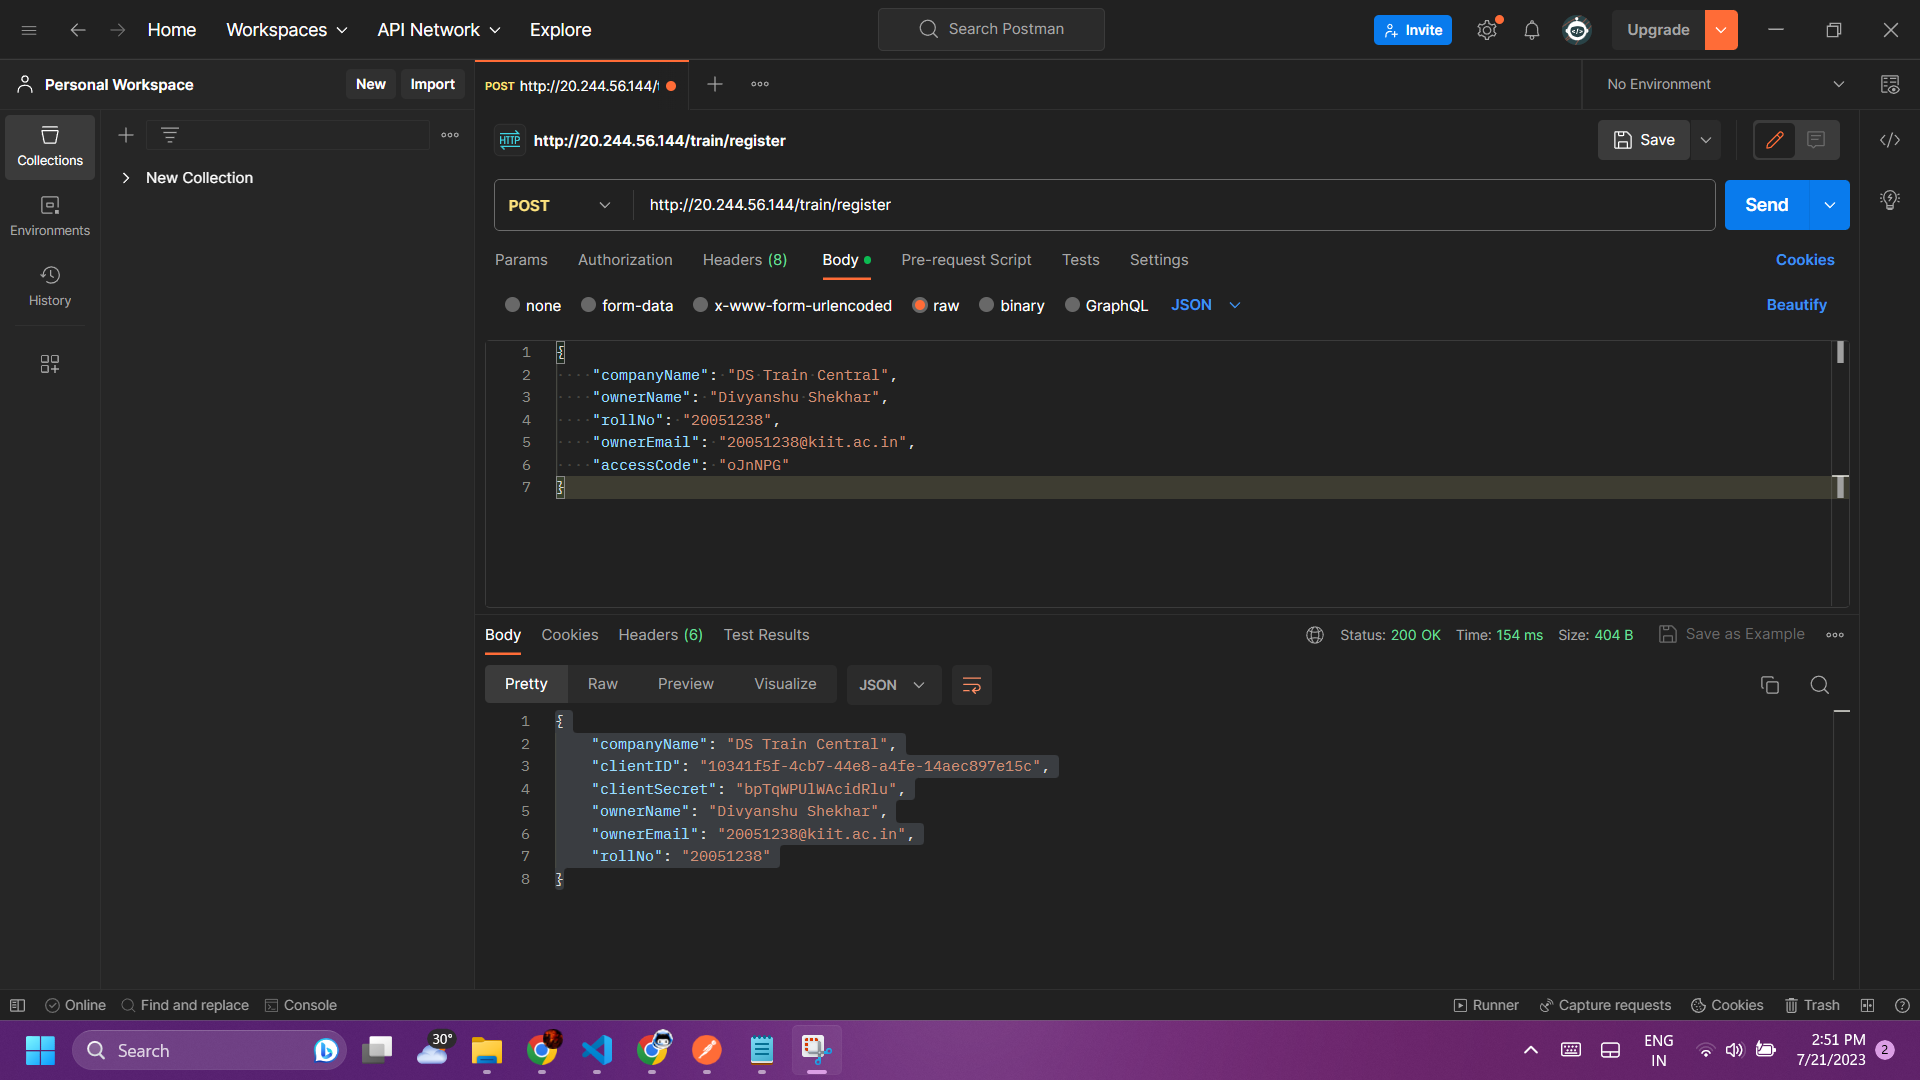 Home Workspaces API Network Explore Search Postman Invite Upgrade
Personal Workspace New Import POST http://20.244.56.144/t No Environment
Collections
Environments
History
New Collection
HTTP http://20.244.56.144/train/register Save
POST http://20.244.56.144/train/register Send
Params Authorization Headers (8) Body Pre-request Script Tests Settings Cookies
none form-data x-www-form-urlencoded raw binary GraphQL JSON Beautify
1 {
2 "companyName": "DS Train Central",
3 "ownerName": "Divyanshu Shekhar",
4 "rollNo": "20051238",
5 "ownerEmail": "20051238@kiit.ac.in",
6 "accessCode": "oJnNPG"
7 }
Body Cookies Headers (6) Test Results Status: 200 OK Time: 154 ms Size: 404 B Save as Example
Pretty Raw Preview Visualize JSON
1 {
2 "companyName": "DS Train Central",
3 "clientID": "10341f5f-4cb7-44e8-a4fe-14aec897e15c",
4 "clientSecret": "bpTqWPUlWAcidRlu",
5 "ownerName": "Divyanshu Shekhar",
6 "ownerEmail": "20051238@kiit.ac.in",
7 "rollNo": "20051238"
8 }
Online Find and replace Console Runner Capture requests Cookies Trash
Search 30° ENG IN 2:51 PM 7/21/2023 2